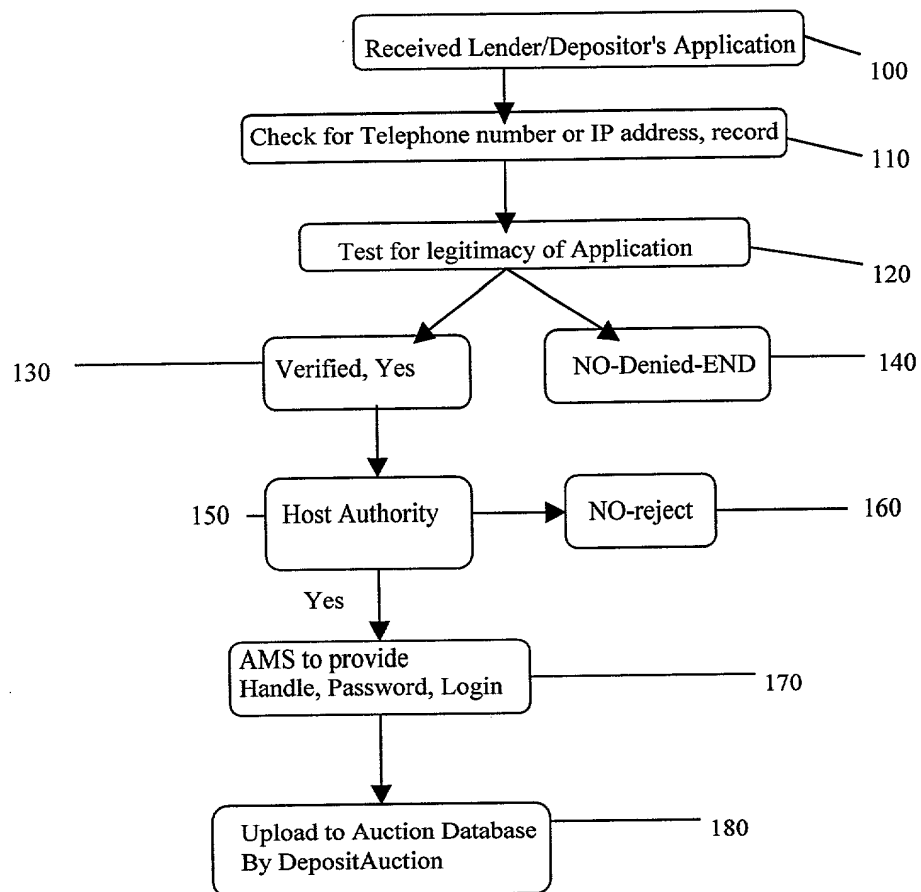 Received Lender/Depositor's Application
100
Check for Telephone number or IP address, record
110
Test for legitimacy of Application
120
130
Verified, Yes
NO-Denied-END
140
150
Host Authority
NO-reject
160
Yes
AMS to provide
Handle, Password, Login
170
Upload to Auction Database
By DepositAuction
180